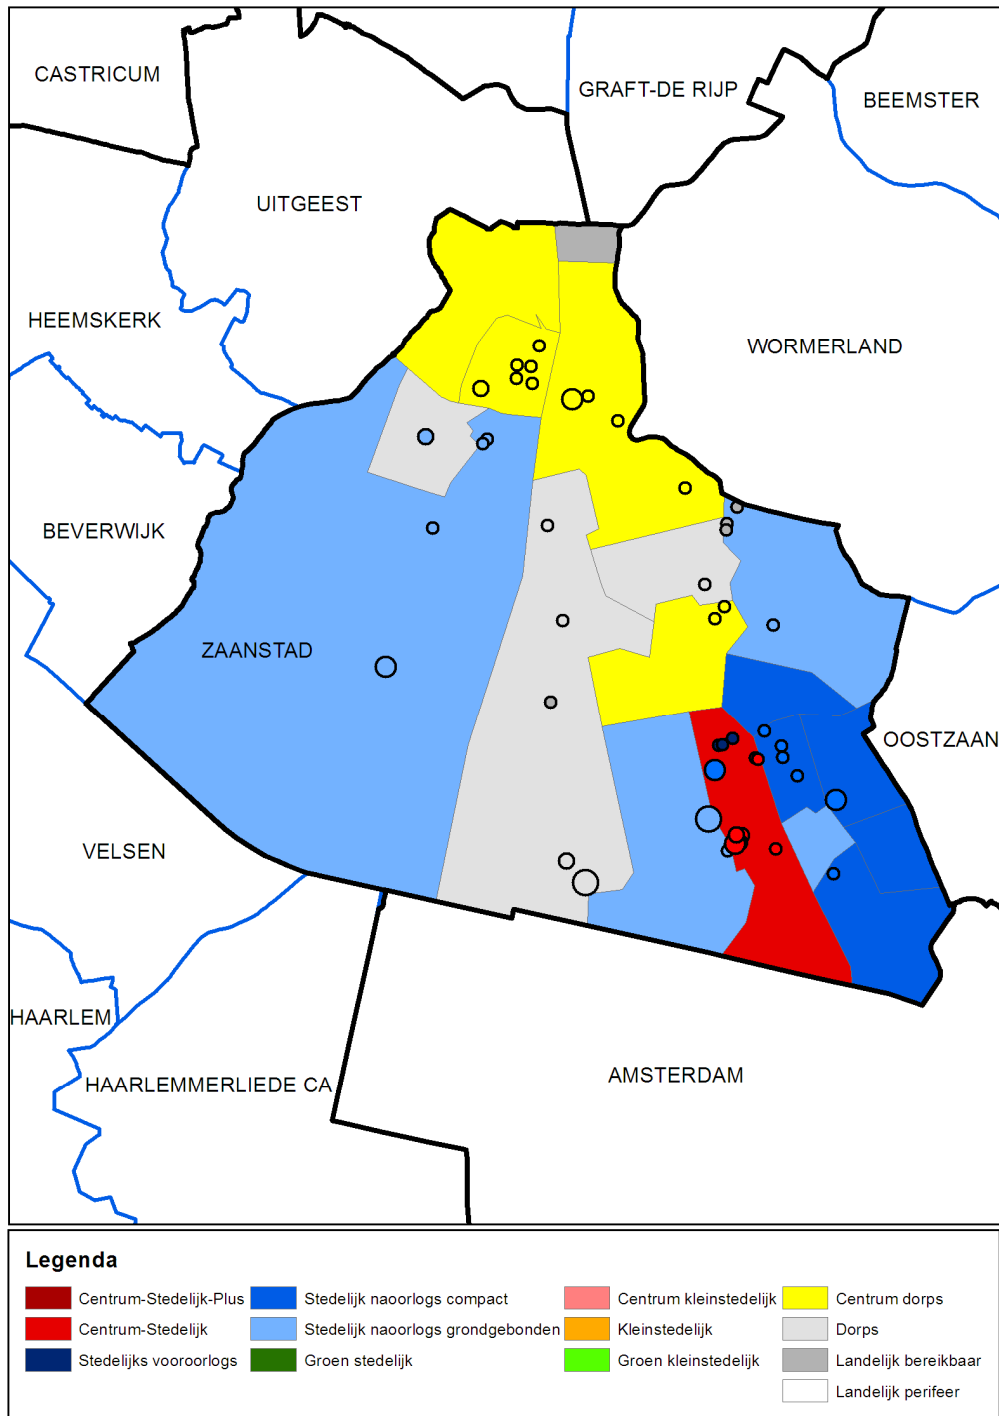 CASTRICUM
GRAFT-DE RIJP
BEEMSTER
UITGEEST
HEEMSKERK
WORMERLAND
BEVERWIJK
ZAANSTAD
OOSTZAAN
VELSEN
HAARLEM
HAARLEMMERLIEDE CA
AMSTERDAM
Legenda
Centrum-Stedelijk-Plus
Stedelijk naoorlogs compact
Centrum kleinstedelijk
Centrum dorps
Centrum-Stedelijk
Stedelijk naoorlogs grondgebonden
Kleinstedelijk
Dorps
Stedelijks vooroorlogs
Groen stedelijk
Groen kleinstedelijk
Landelijk bereikbaar
Landelijk perifeer